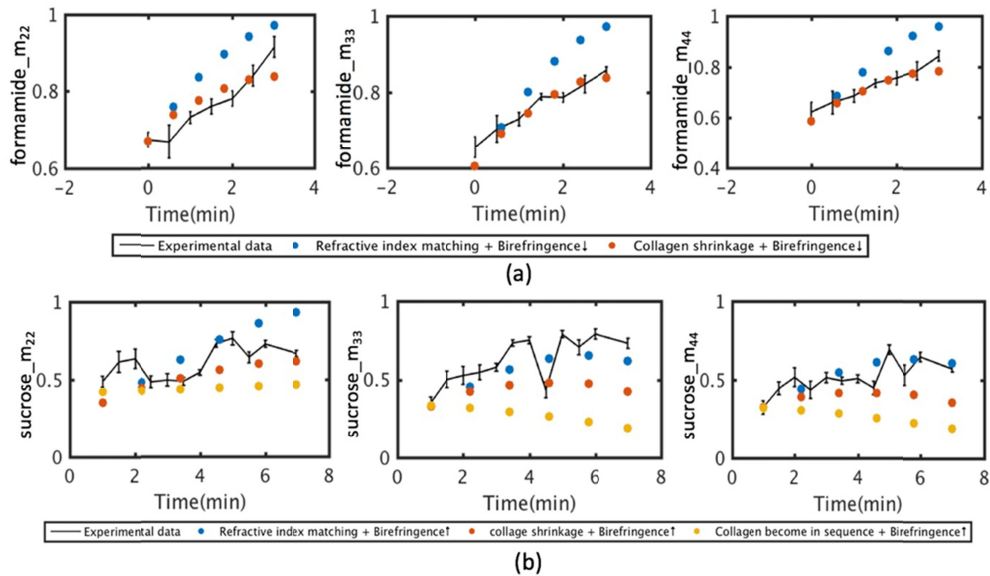 formamide_m22
1
0.8
0.6
-2 0 2 4
Time(min)
formamide_m33
1
0.8
0.6
-2 0 2 4
Time(min)
formamide_m44
1
0.8
0.6
0.4
-2 0 2 4
Time(min)
Experimental data Refractive index matching + Birefringence↓ Collagen shrinkage + Birefringence↓
(a)
sucrose_m22
1
0.5
0
0 2 4 6 8
Time(min)
sucrose_m33
1
0.5
0
0 2 4 6 8
Time(min)
sucrose_m44
1
0.5
0
0 2 4 6 8
Time(min)
Experimental data Refractive index matching + Birefringence↑ collage shrinkage + Birefringence↑ Collagen become in sequence + Birefringence↑
(b)